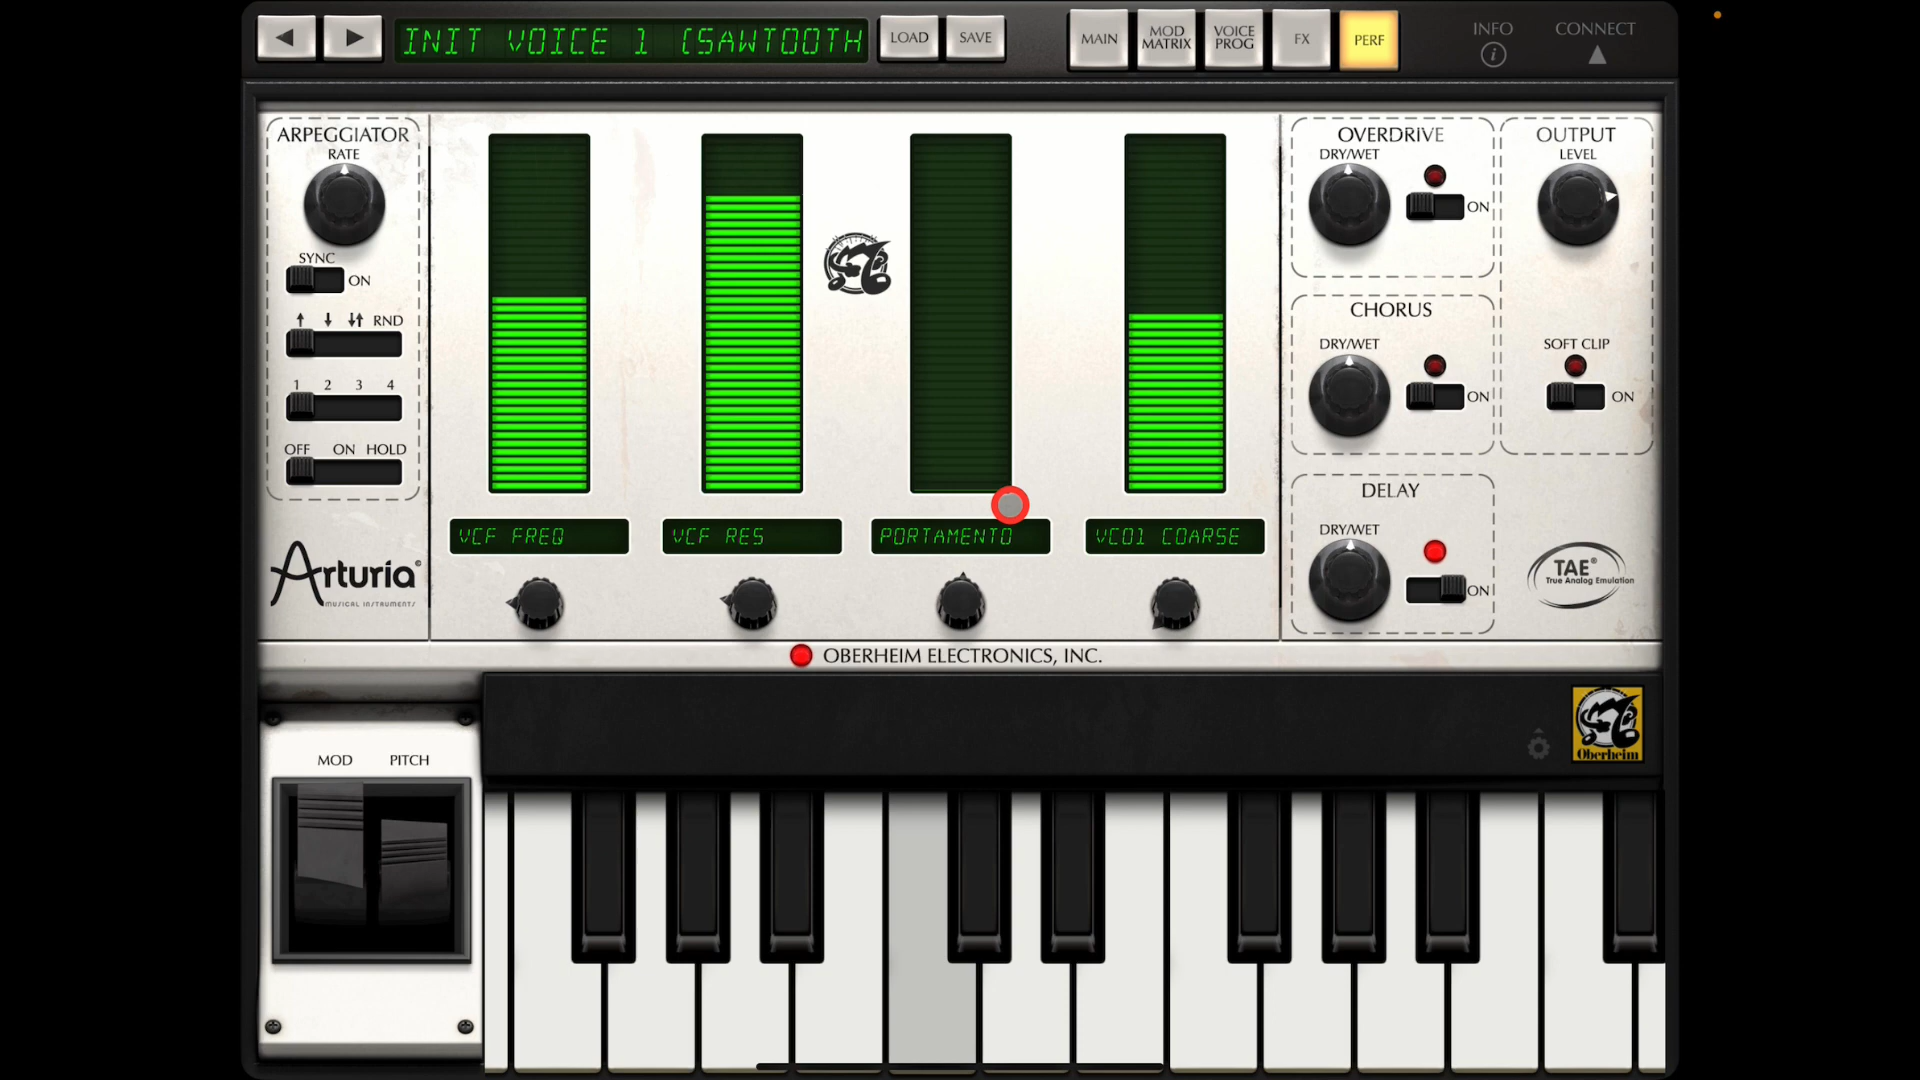 INIT VOICE 1 (SAWTOOTH
LOAD
SAVE
MAIN
MOD
MATRIX
VOICE
PROG
FX
PERF
INFO
i
CONNECT
ARPEGGIATOR
RATE
SYNC
ON
RND
1 2 3 4
OFF ON HOLD
Arturia
MUSICAL INSTRUMENTS
VCF FREQ
VCF RES
PORTAMENTO
VCO1 COARSE
OVERDRIVE
DRY/WET
ON
CHORUS
DRY/WET
ON
DELAY
DRY/WET
ON
OUTPUT
LEVEL
SOFT CLIP
ON
TAE®
True Analog Emulation
OBERHEIM ELECTRONICS, INC.
Oberheim
MOD PITCH